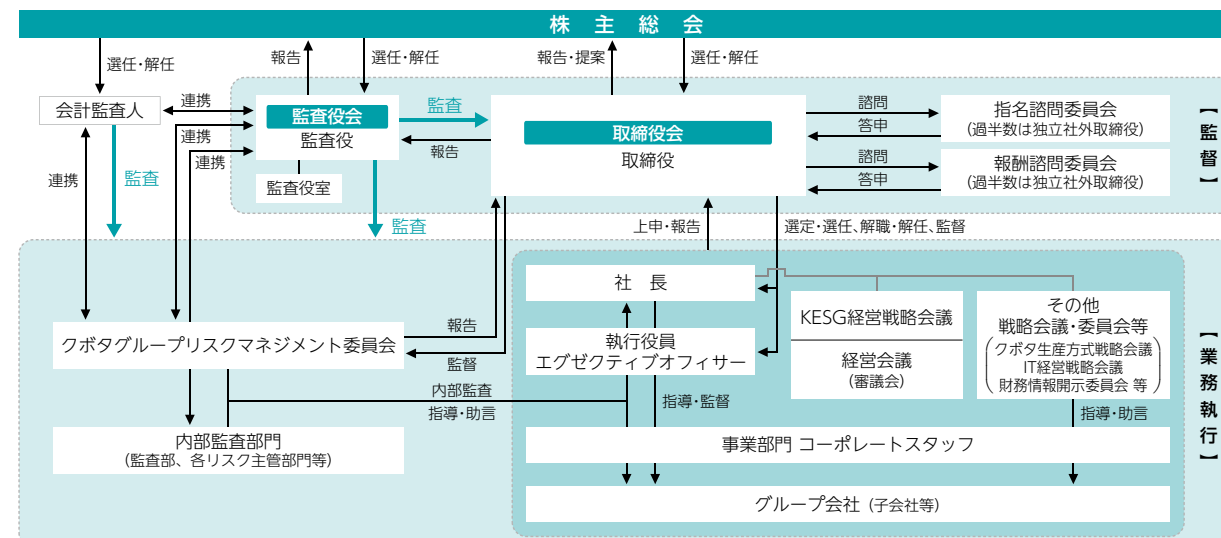 株主総会
選任・解任
報告
選任・解任
報告・提案
選任・解任
会計監査人
連携
連携
連携
監査役会
監査役
監査役室
監査
報告
取締役会
取締役
諮問
答申
諮問
答申
指名諮問委員会
(過半数は独立社外取締役)
報酬諮問委員会
(過半数は独立社外取締役)
【監督】
連携
監査
監査
上申・報告
選定・選任、解職・解任、監督
社長
執行役員
エグゼクティブオフィサー
KESG経営戦略会議
経営会議
(審議会)
その他
戦略会議・委員会等
(クボタ生産方式戦略会議
IT経営戦略会議
財務情報開示委員会 等)
クボタグループリスクマネジメント委員会
報告
監督
内部監査
指導・助言
指導・監督
指導・助言
内部監査部門
(監査部、各リスク主管部門等)
事業部門 コーポレートスタッフ
グループ会社 (子会社等)
【業務執行】